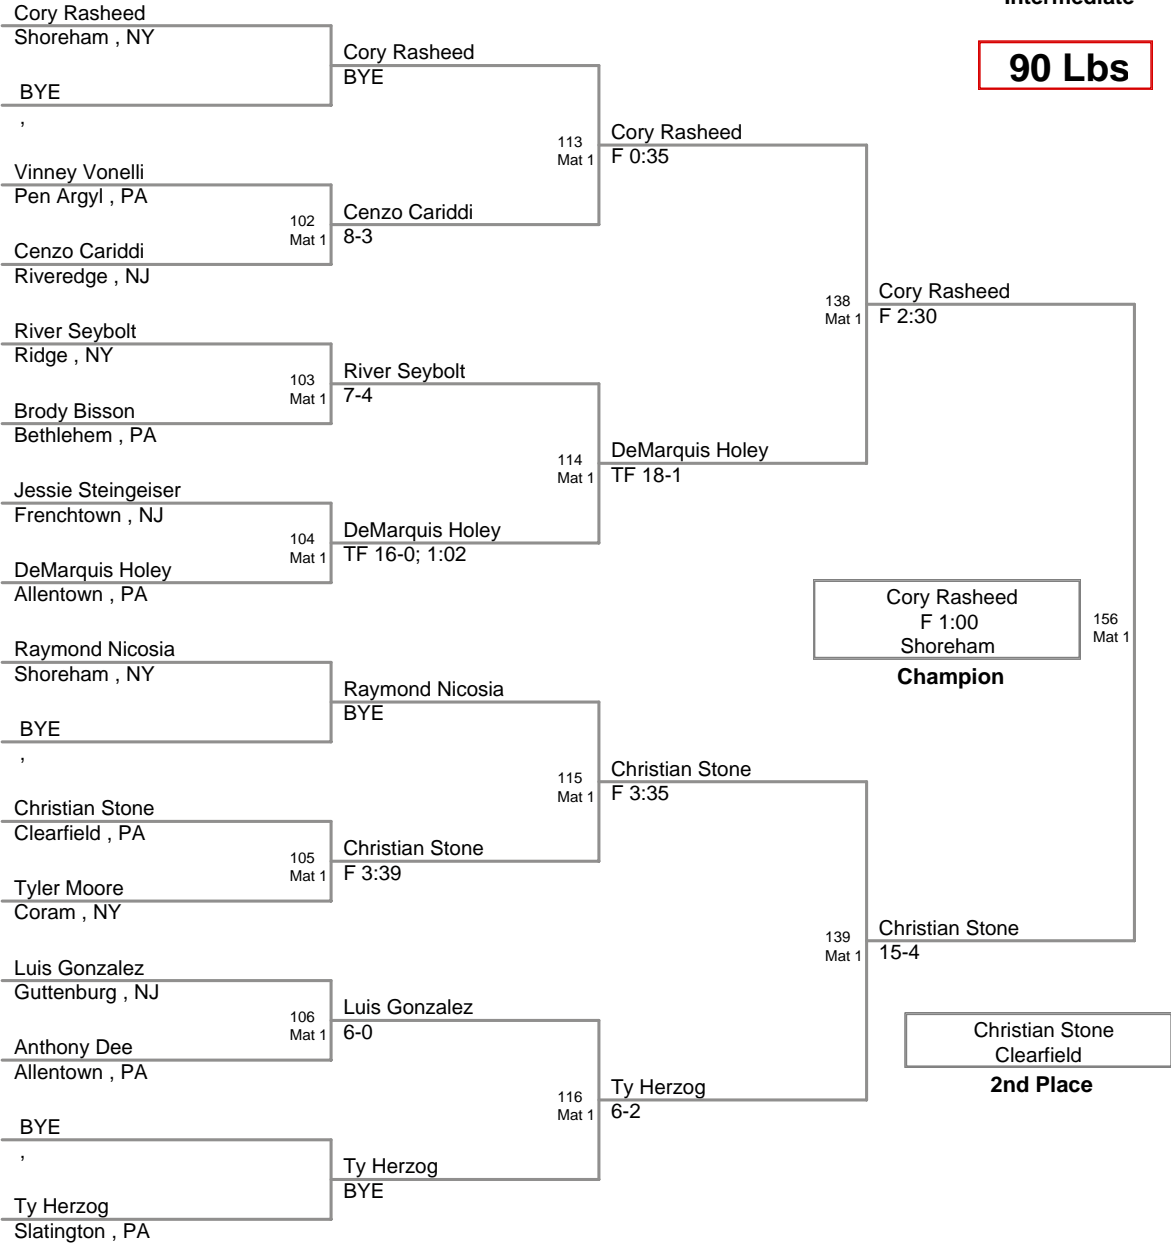 Intermediate
90 Lbs
Cory Rasheed
Shoreham , NY
BYE
,
Vinney Vonelli
Pen Argyl , PA
Cenzo Cariddi
Riveredge , NJ
River Seybolt
Ridge , NY
Brody Bisson
Bethlehem , PA
Jessie Steingeiser
Frenchtown , NJ
DeMarquis Holey
Allentown , PA
Raymond Nicosia
Shoreham , NY
BYE
,
Christian Stone
Clearfield , PA
Tyler Moore
Coram , NY
Luis Gonzalez
Guttenburg , NJ
Anthony Dee
Allentown , PA
BYE
,
Ty Herzog
Slatington , PA
102
Mat 1
103
Mat 1
104
Mat 1
105
Mat 1
106
Mat 1
Cory Rasheed
BYE
Cenzo Cariddi
8-3
River Seybolt
7-4
DeMarquis Holey
TF 16-0; 1:02
Raymond Nicosia
BYE
Christian Stone
F 3:39
Luis Gonzalez
6-0
Ty Herzog
BYE
113
Mat 1
114
Mat 1
115
Mat 1
116
Mat 1
Cory Rasheed
F 0:35
DeMarquis Holey
TF 18-1
Christian Stone
F 3:35
Ty Herzog
6-2
138
Mat 1
139
Mat 1
Cory Rasheed
F 2:30
Christian Stone
15-4
156
Mat 1
Cory Rasheed
F 1:00
Shoreham
Champion
Christian Stone
Clearfield
2nd Place